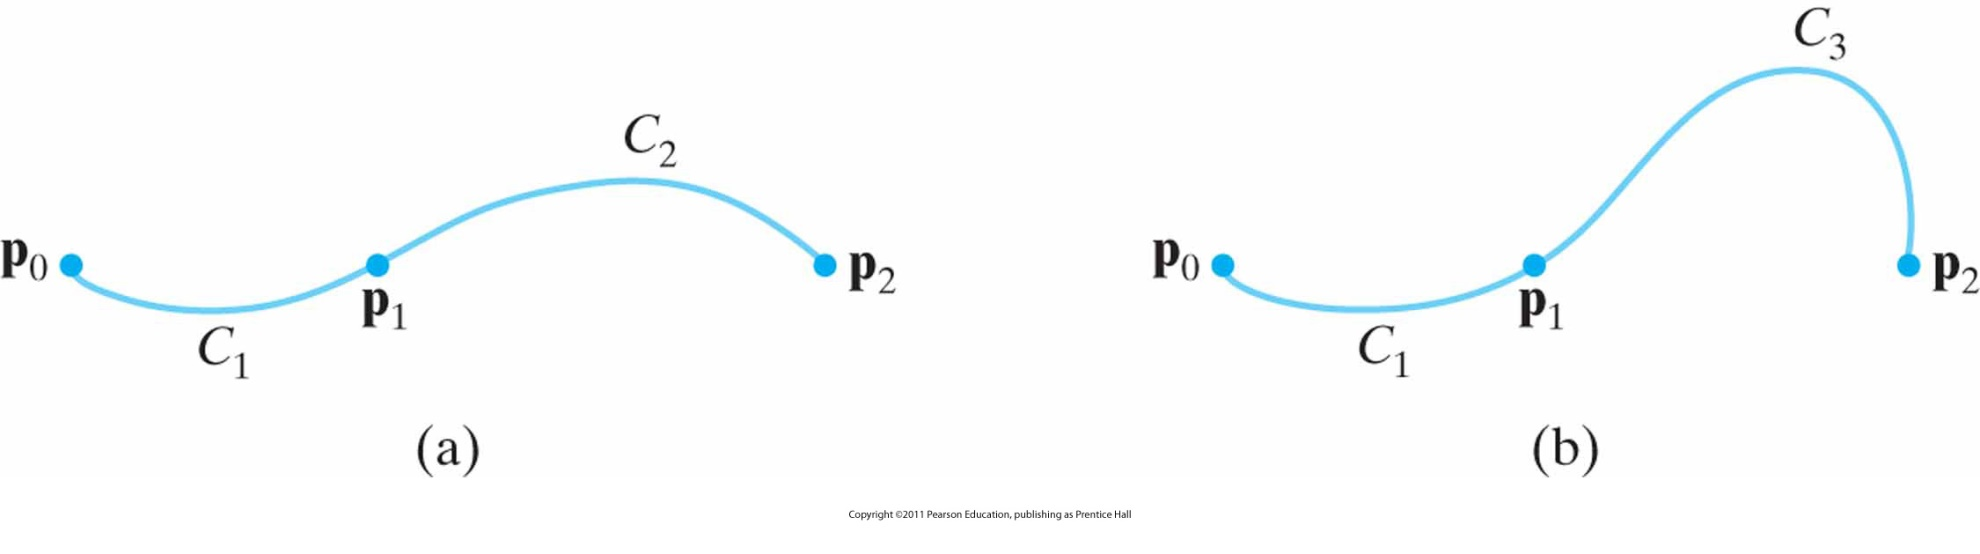 C₃
C₂
p₀
p₁
p₂
C₁
p₀
p₁
p₂
C₁
(a)
(b)
Copyright ©2011 Pearson Education, publishing as Prentice Hall